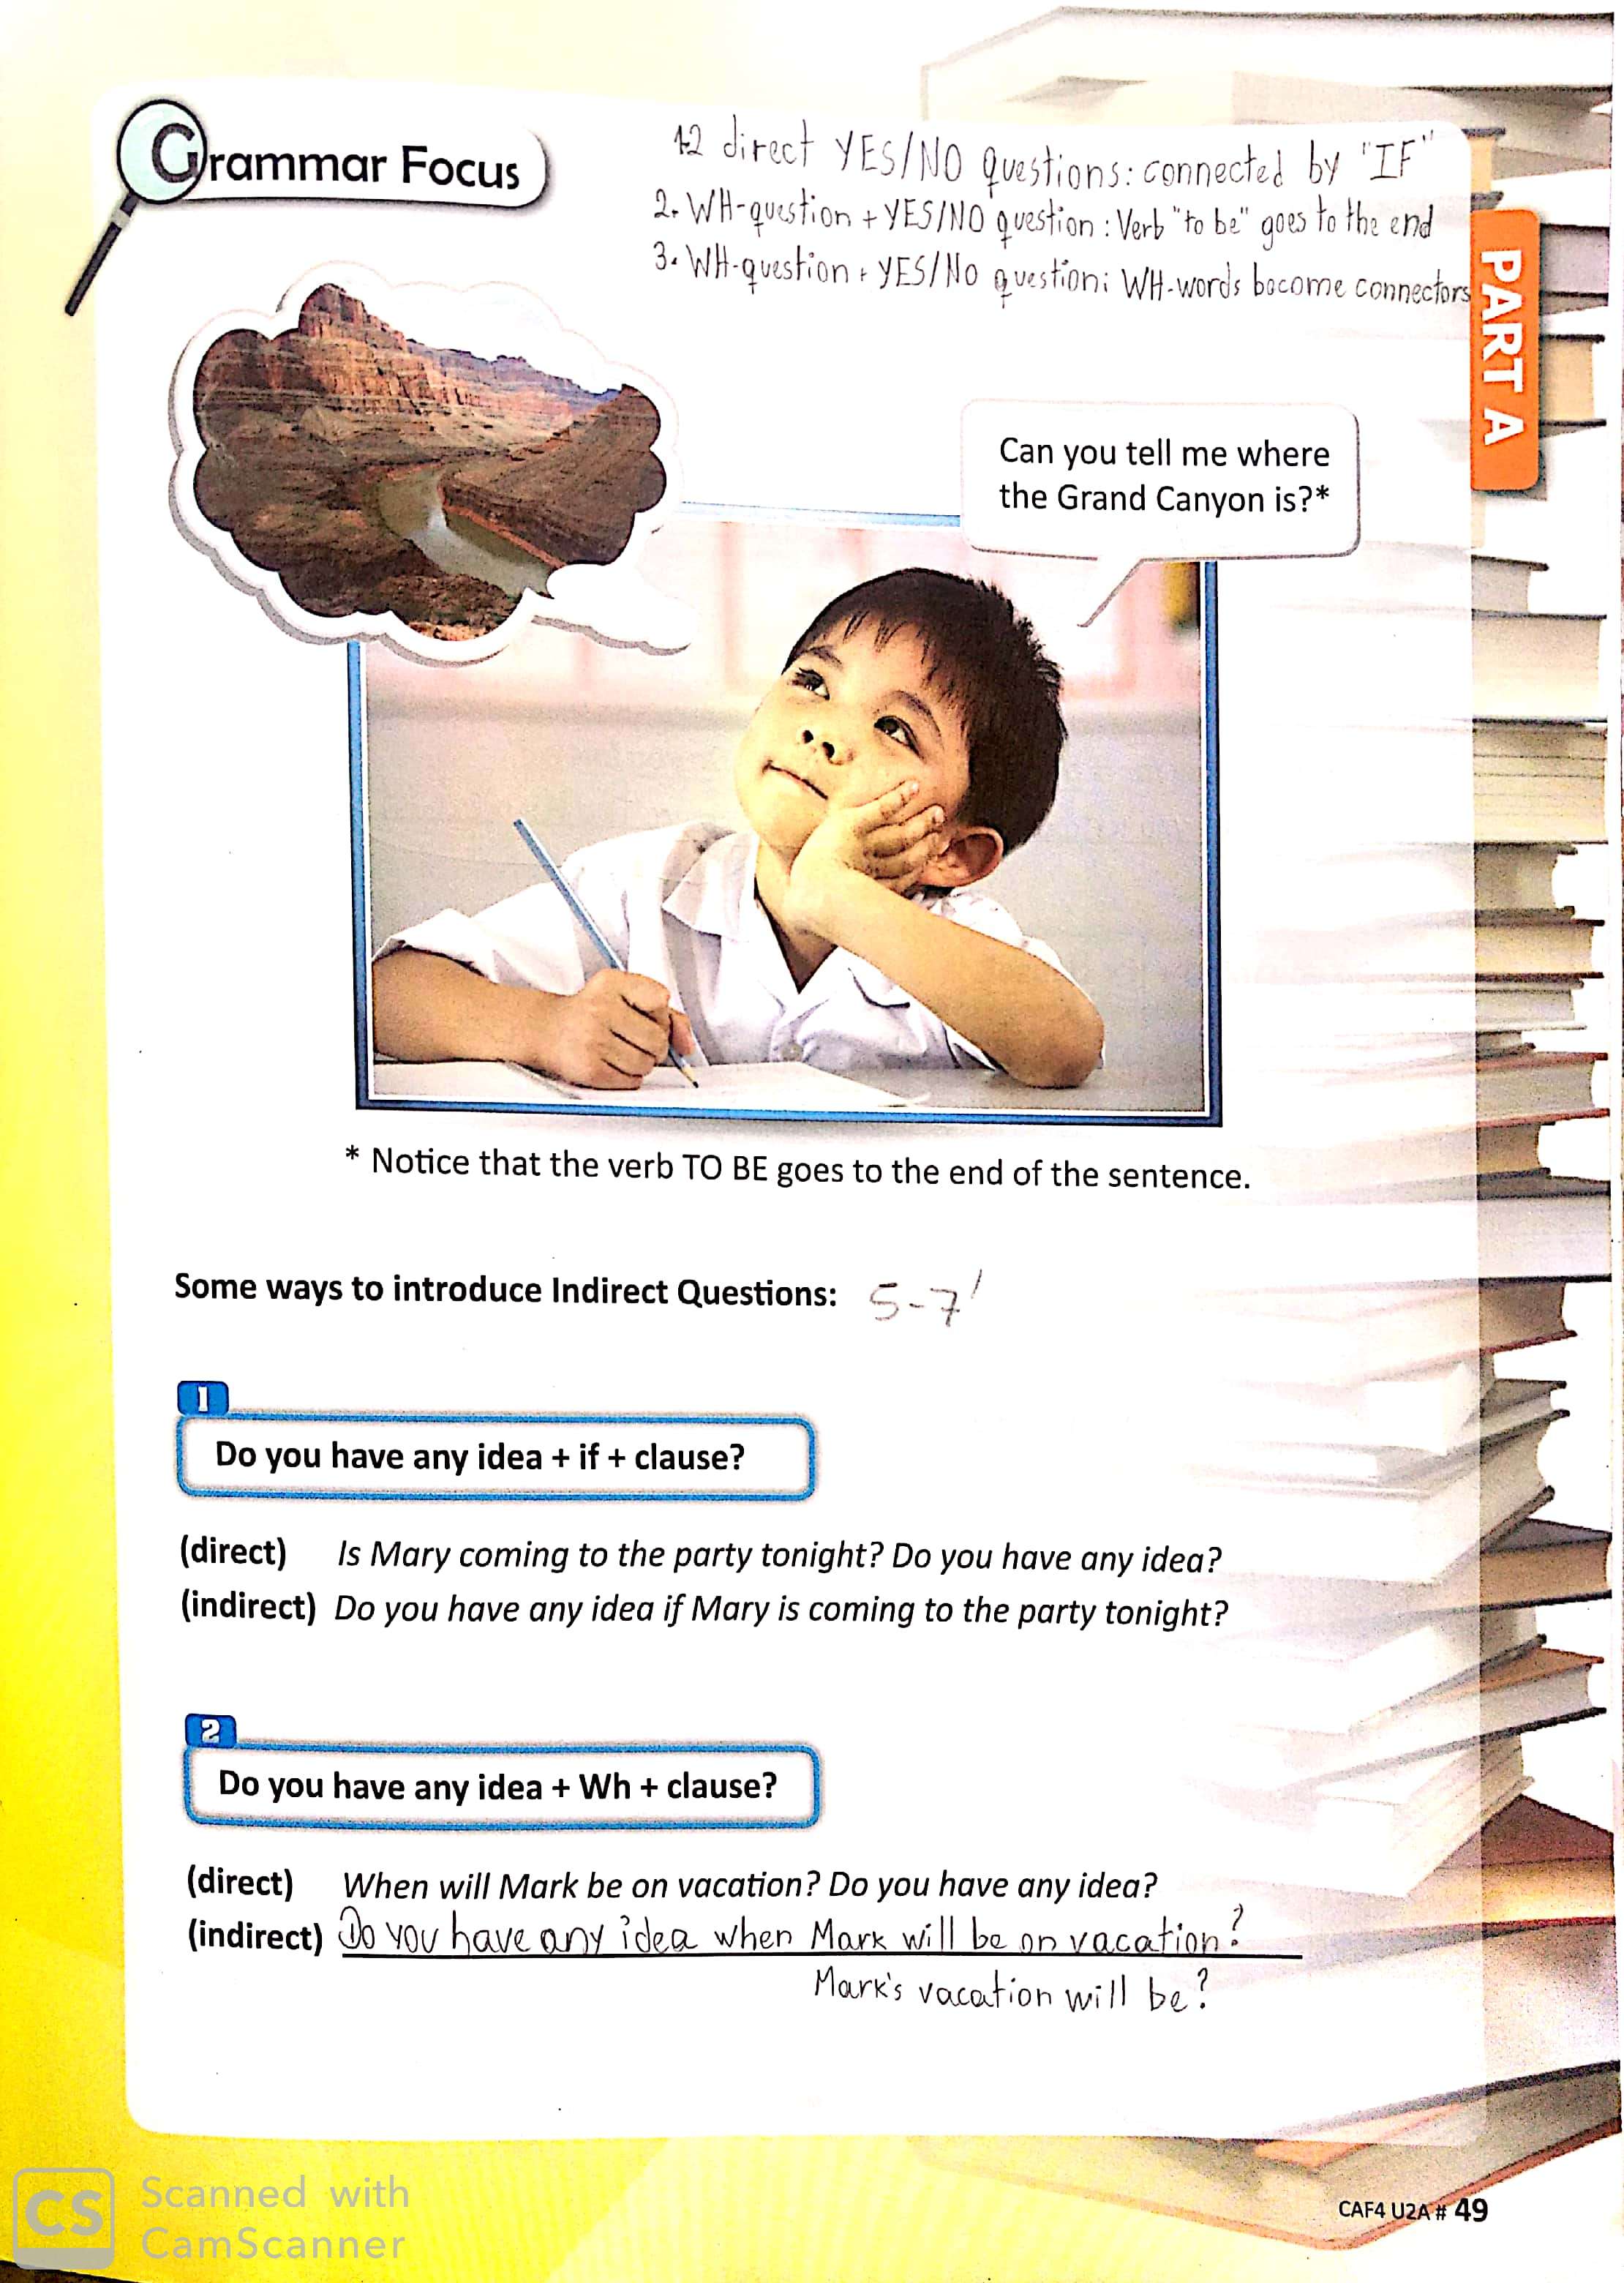 Grammar Focus
1.2 direct YES/NO Questions: connected by "IF"
2. WH-question + YES/NO question: Verb "to be" goes to the end
3. WH-question + YES/NO question: WH-words bocome connectors
PART A
Can you tell me where
the Grand Canyon is?*
* Notice that the verb TO BE goes to the end of the sentence.
Some ways to introduce Indirect Questions: 5-7'
1
Do you have any idea + if + clause?
(direct) Is Mary coming to the party tonight? Do you have any idea?
(indirect) Do you have any idea if Mary is coming to the party tonight?
2
Do you have any idea + Wh + clause?
(direct) When will Mark be on vacation? Do you have any idea?
(indirect) Do you have any idea when Mark will be on vacation?
Mark's vacation will be?
CS Scanned with
CamScanner
CAF4 U2A # 49